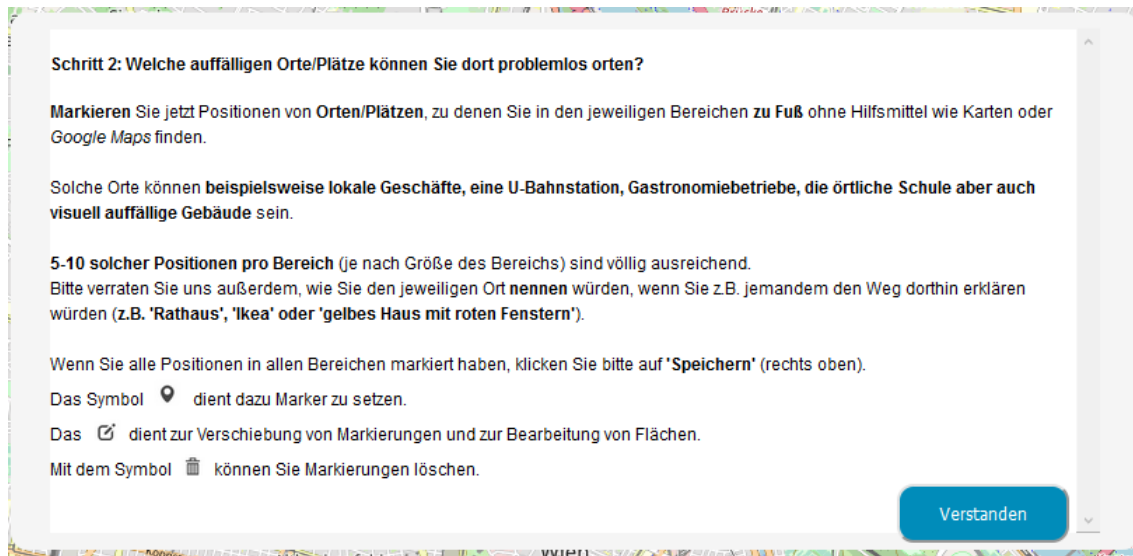 Schritt 2: Welche auffälligen Orte/Plätze können Sie dort problemlos orten?
Markieren Sie jetzt Positionen von Orten/Plätzen, zu denen Sie in den jeweiligen Bereichen zu Fuß ohne Hilfsmittel wie Karten oder
Google Maps finden.
Solche Orte können beispielsweise lokale Geschäfte, eine U-Bahnstation, Gastronomiebetriebe, die örtliche Schule aber auch
visuell auffällige Gebäude sein.
5-10 solcher Positionen pro Bereich (je nach Größe des Bereichs) sind völlig ausreichend.
Bitte verraten Sie uns außerdem, wie Sie den jeweiligen Ort nennen würden, wenn Sie z.B. jemandem den Weg dorthin erklären
würden (z.B. 'Rathaus', 'Ikea' oder 'gelbes Haus mit roten Fenstern').
Wenn Sie alle Positionen in allen Bereichen markiert haben, klicken Sie bitte auf 'Speichern' (rechts oben).
Das Symbol dient dazu Marker zu setzen.
Das dient zur Verschiebung von Markierungen und zur Bearbeitung von Flächen.
Mit dem Symbol können Sie Markierungen löschen.
Verstanden